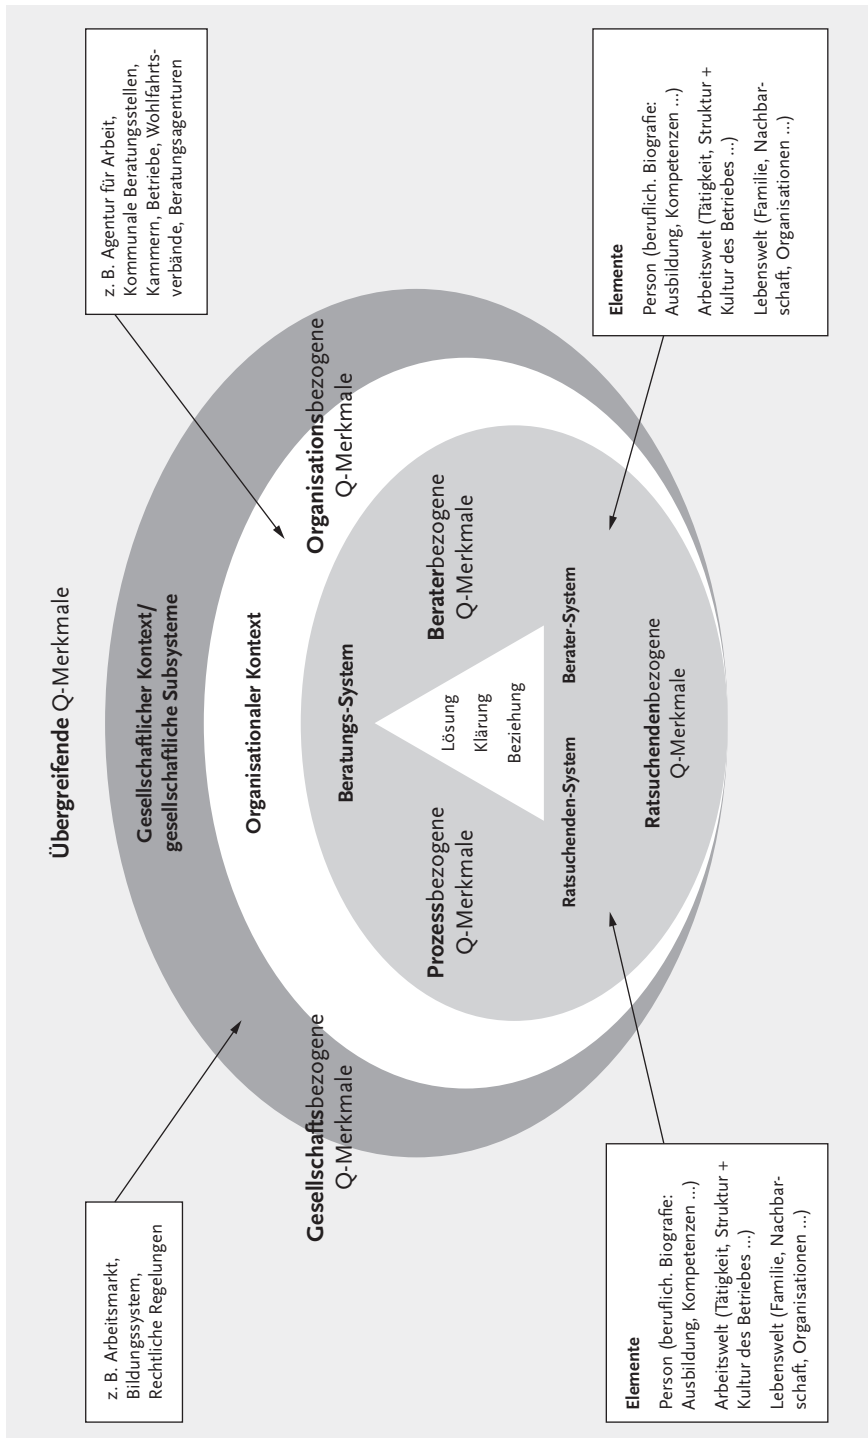 Übergreifende Q-Merkmale
z. B. Arbeitsmarkt,
Bildungssystem,
Rechtliche Regelungen
z. B. Agentur für Arbeit,
Kommunale Beratungsstellen,
Kammern, Betriebe, Wohlfahrts-
verbände, Beratungsagenturen
Gesellschaftlicher Kontext/
gesellschaftliche Subsysteme
Organisationaler Kontext
Gesellschaftsbezogene
Q-Merkmale
Organisationsbezogene
Q-Merkmale
Beratungs-System
Prozessbezogene
Q-Merkmale
Beraterbezogene
Q-Merkmale
Lösung
Klärung
Beziehung
Ratsuchenden-System
Berater-System
Ratsuchendenbezogene
Q-Merkmale
Elemente
Person (beruflich. Biografie:
Ausbildung, Kompetenzen ...)
Arbeitswelt (Tätigkeit, Struktur +
Kultur des Betriebes ...)
Lebenswelt (Familie, Nachbar-
schaft, Organisationen ...)
Elemente
Person (beruflich. Biografie:
Ausbildung, Kompetenzen ...)
Arbeitswelt (Tätigkeit, Struktur +
Kultur des Betriebes ...)
Lebenswelt (Familie, Nachbar-
schaft, Organisationen ...)